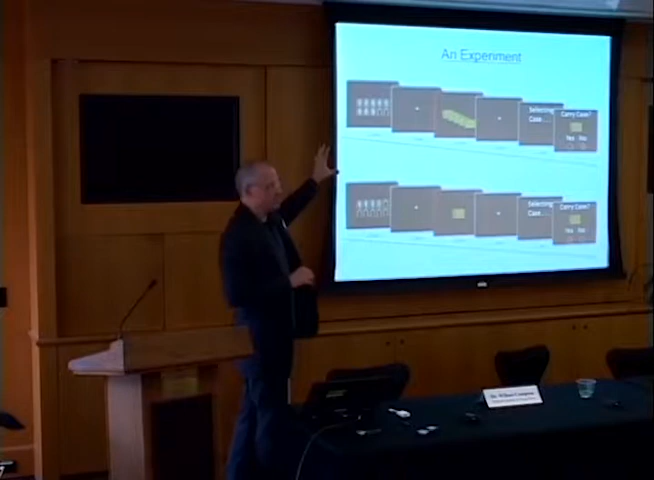 An Experiment
Selecting
Case....
Carry Case?
Yes No
Selecting
Case....
Carry Case?
Yes No